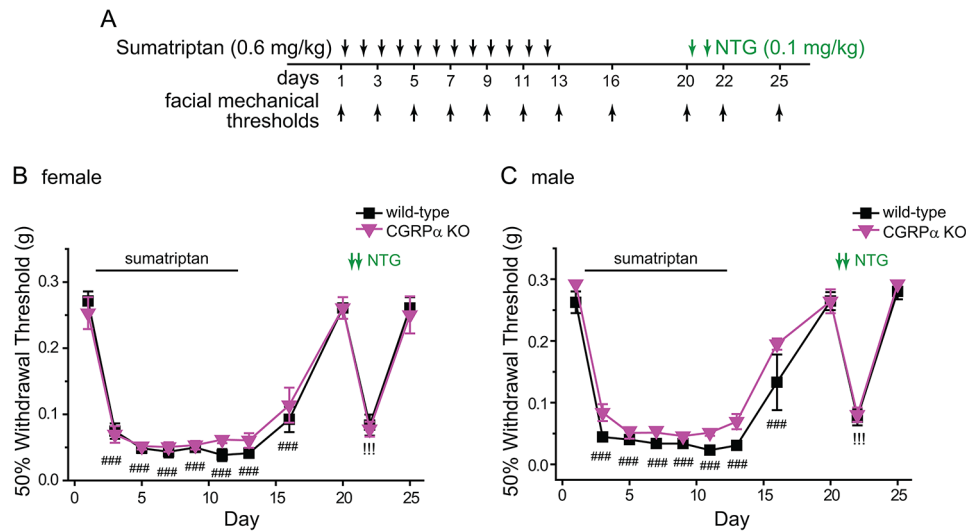 A
Sumatriptan (0.6 mg/kg)
NTG (0.1 mg/kg)
days
1 3 5 7 9 11 13 16 20 22 25
facial mechanical
thresholds
B female
wild-type
CGRPα KO
sumatriptan
NTG
50% Withdrawal Threshold (g)
0.3
0.2
0.1
0.0
### ### ### ### ### ### ### !!!
0 5 10 15 20 25
Day
C male
wild-type
CGRPα KO
sumatriptan
NTG
50% Withdrawal Threshold (g)
0.3
0.2
0.1
0.0
### ### ### ### ### ### ### !!!
0 5 10 15 20 25
Day